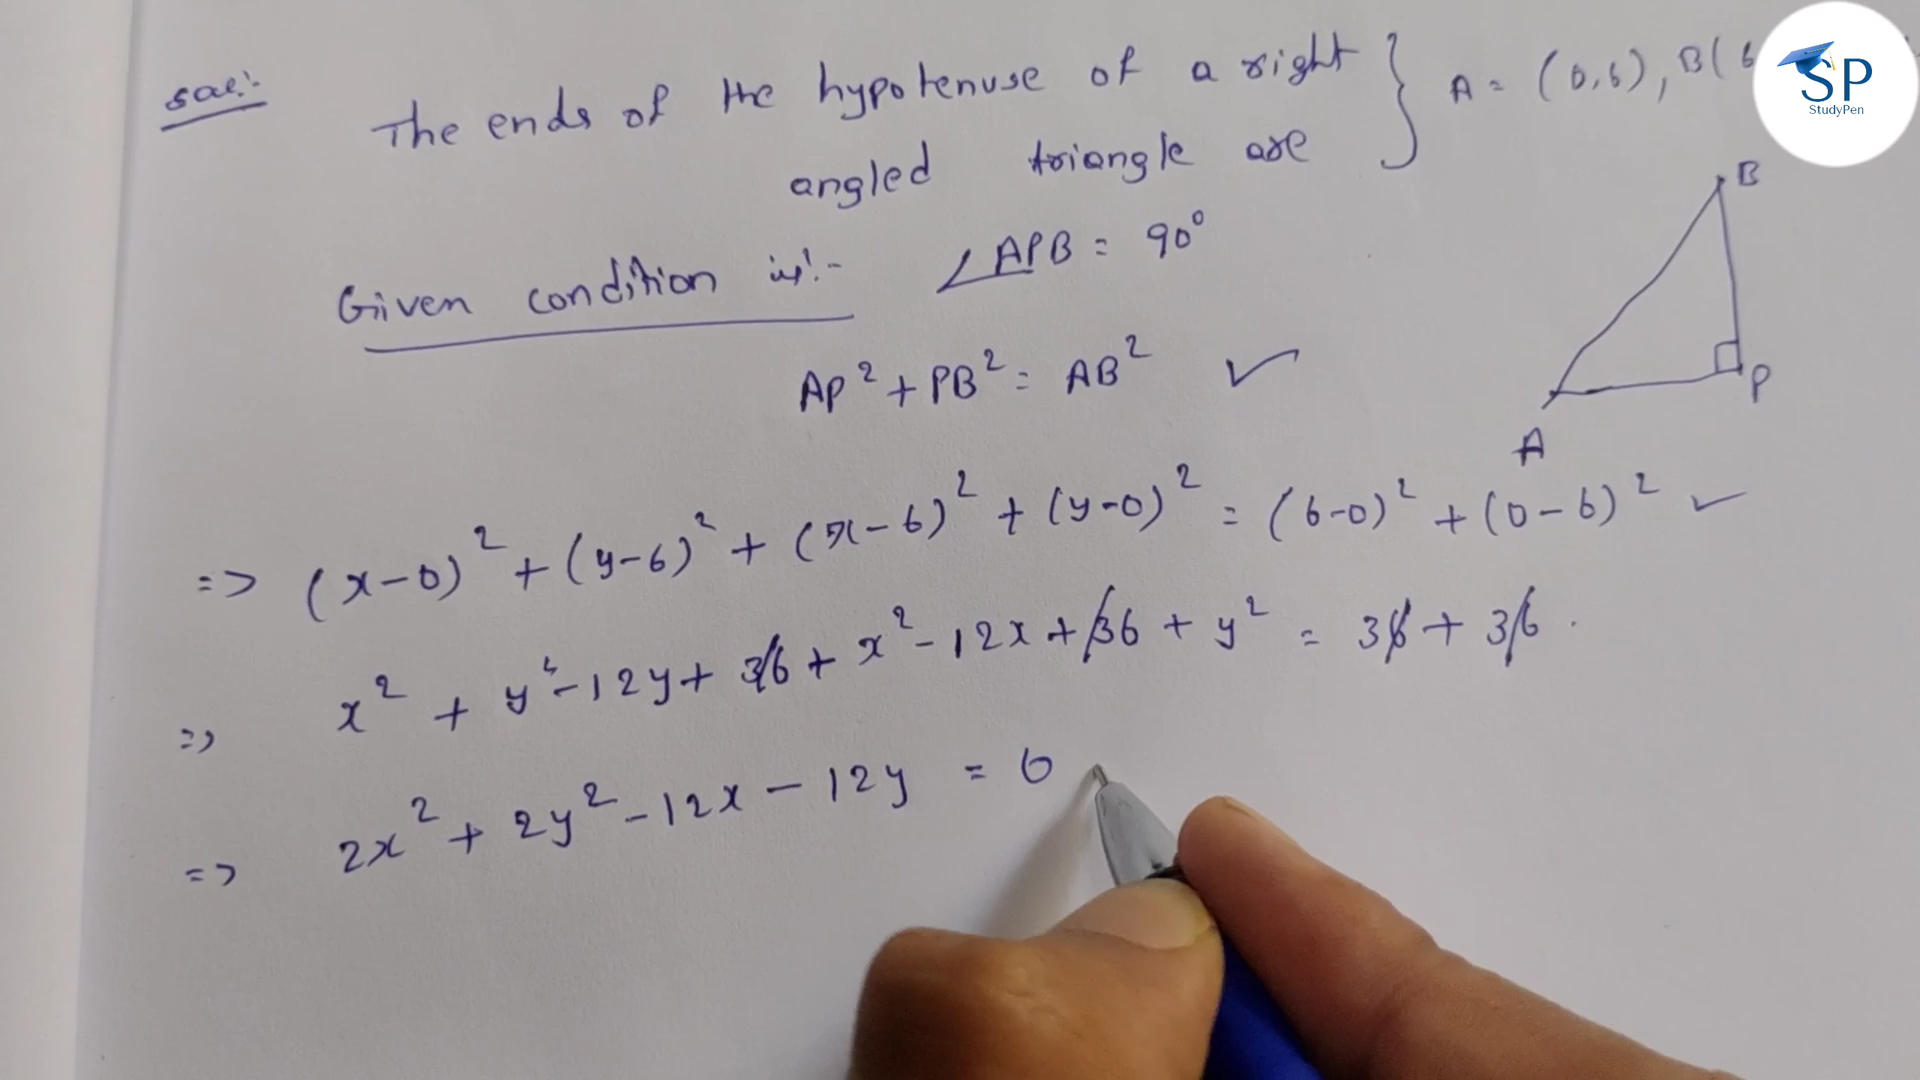 Sol:-
The ends of the hypotenuse of a right } A = (0,6), B(6
angled triangle are
Given condition is:- ∠APB = 90°
AP² + PB² = AB² ✓
=> (x-0)² + (y-6)² + (x-6)² + (y-0)² = (6-0)² + (0-6)² ✓
=> x² + y² - 12y + 36 + x² - 12x + 36 + y² = 36 + 36 .
=> 2x² + 2y² - 12x - 12y = 0
B
P
A
SP
StudyPen